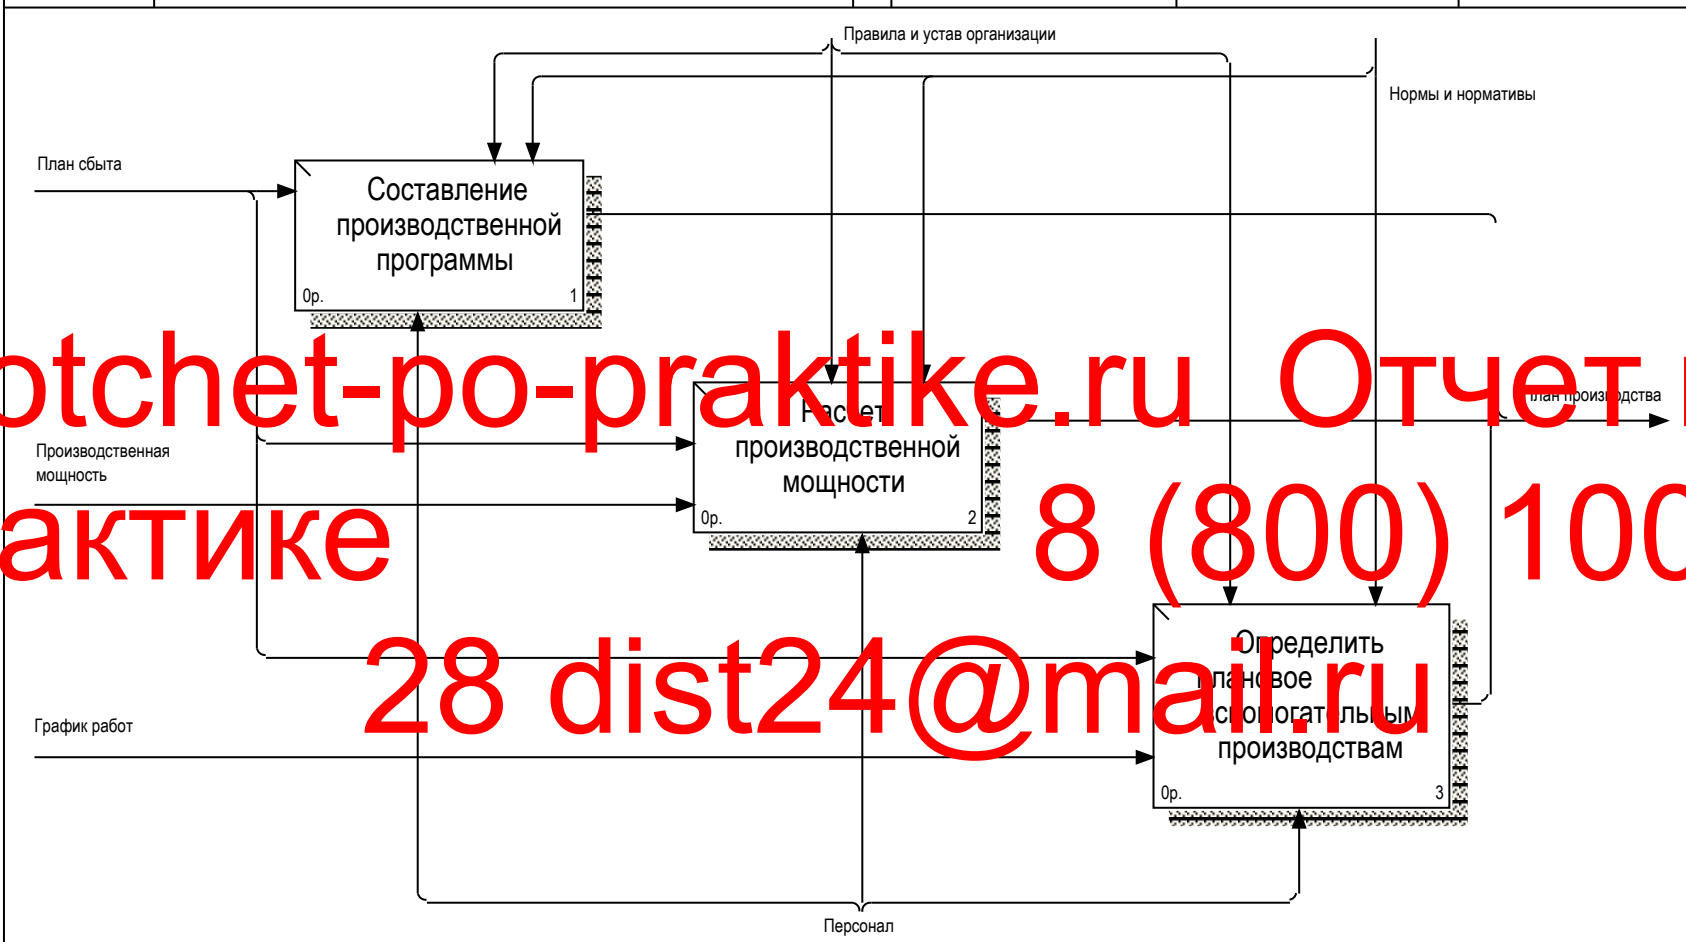 Правила и устав организации
Нормы и нормативы
План сбыта
Составление
производственной
программы
0р.
1
otchet-po-praktike.ru Отчет
План производства
Расчет
производственной
мощности
0р.
2
Производственная
мощность
актике
8 (800) 100
Определить
плановое
вспомогательным
производствам
0р.
3
28 dist24@mail.ru
График работ
Персонал